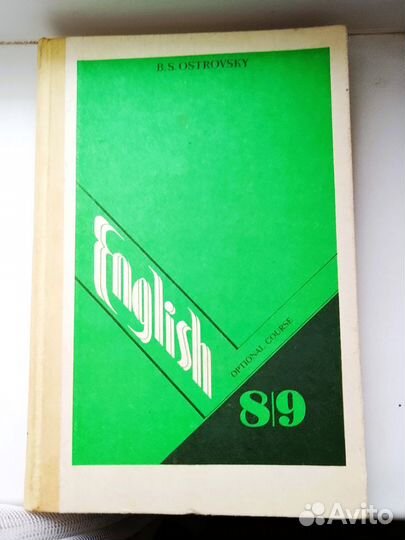 B. S. OSTROVSKY
English
OPTIONAL COURSE
8|9
Avito